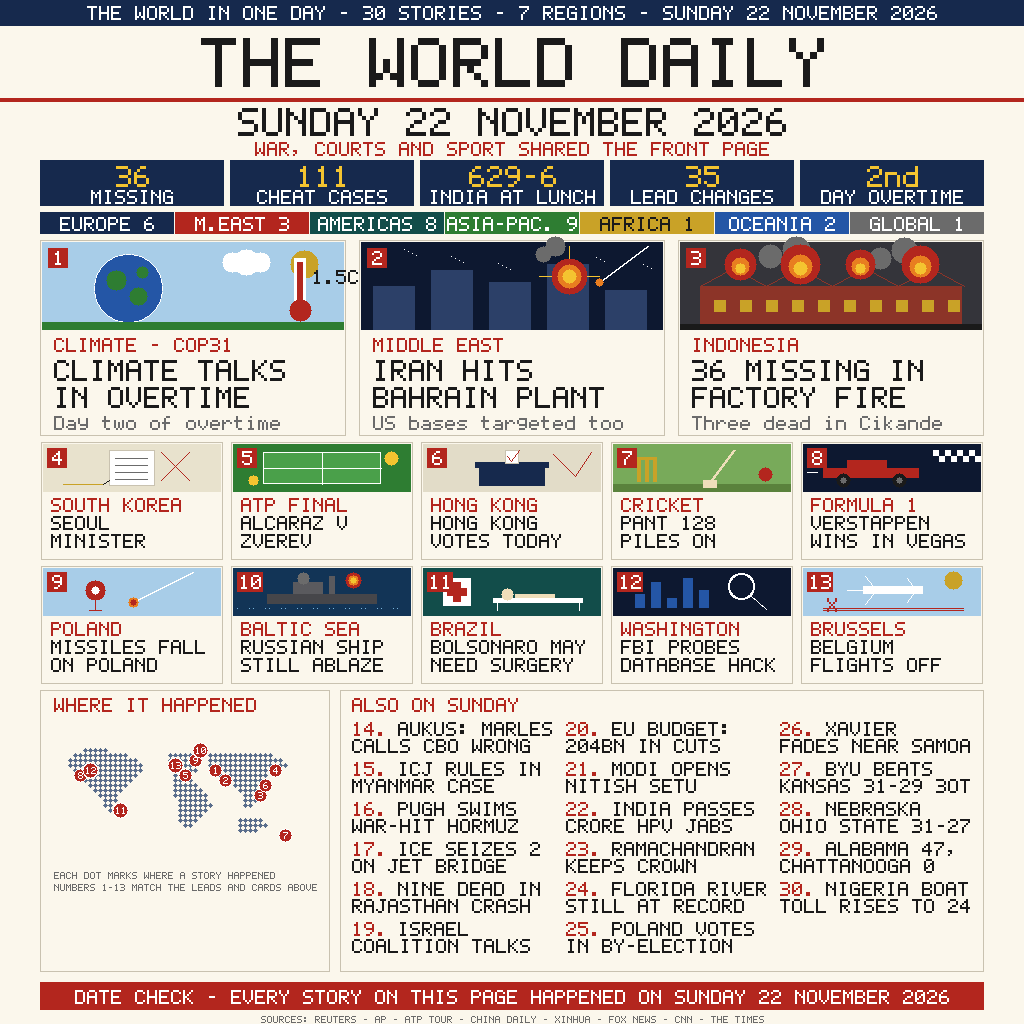 THE WORLD IN ONE DAY - 30 STORIES - 7 REGIONS - SUNDAY 22 NOVEMBER 2026
THE WORLD DAILY
SUNDAY 22 NOVEMBER 2026
WAR, COURTS AND SPORT SHARED THE FRONT PAGE
36
MISSING
111
CHEAT CASES
629-6
INDIA AT LUNCH
35
LEAD CHANGES
2nd
DAY OVERTIME
EUROPE 6
M.EAST 3
AMERICAS 8
ASIA-PAC. 9
AFRICA 1
OCEANIA 2
GLOBAL 1
1
1.5C
CLIMATE - COP31
CLIMATE TALKS
IN OVERTIME
Day two of overtime
2
MIDDLE EAST
IRAN HITS
BAHRAIN PLANT
US bases targeted too
3
INDONESIA
36 MISSING IN
FACTORY FIRE
Three dead in Cikande
4
SOUTH KOREA
SEOUL
MINISTER
5
ATP FINAL
ALCARAZ V
ZVEREV
6
HONG KONG
HONG KONG
VOTES TODAY
7
CRICKET
PANT 128
PILES ON
8
FORMULA 1
VERSTAPPEN
WINS IN VEGAS
9
POLAND
MISSILES FALL
ON POLAND
10
BALTIC SEA
RUSSIAN SHIP
STILL ABLAZE
11
BRAZIL
BOLSONARO MAY
NEED SURGERY
12
WASHINGTON
FBI PROBES
DATABASE HACK
13
X
BRUSSELS
BELGIUM
FLIGHTS OFF
WHERE IT HAPPENED
10
13
9
8
12
5
1
2
4
6
3
11
7
EACH DOT MARKS WHERE A STORY HAPPENED
NUMBERS 1-13 MATCH THE LEADS AND CARDS ABOVE
ALSO ON SUNDAY
14. AUKUS: MARLES
CALLS CBO WRONG
15. ICJ RULES IN
MYANMAR CASE
16. PUGH SWIMS
WAR-HIT HORMUZ
17. ICE SEIZES 2
ON JET BRIDGE
18. NINE DEAD IN
RAJASTHAN CRASH
19. ISRAEL
COALITION TALKS
20. EU BUDGET:
204BN IN CUTS
21. MODI OPENS
NITISH SETU
22. INDIA PASSES
CRORE HPV JABS
23. RAMACHANDRAN
KEEPS CROWN
24. FLORIDA RIVER
STILL AT RECORD
25. POLAND VOTES
IN BY-ELECTION
26. XAVIER
FADES NEAR SAMOA
27. BYU BEATS
KANSAS 31-29 3OT
28. NEBRASKA
OHIO STATE 31-27
29. ALABAMA 47,
CHATTANOOGA 0
30. NIGERIA BOAT
TOLL RISES TO 24
DATE CHECK - EVERY STORY ON THIS PAGE HAPPENED ON SUNDAY 22 NOVEMBER 2026
SOURCES: REUTERS - AP - ATP TOUR - CHINA DAILY - XINHUA - FOX NEWS - CNN - THE TIMES